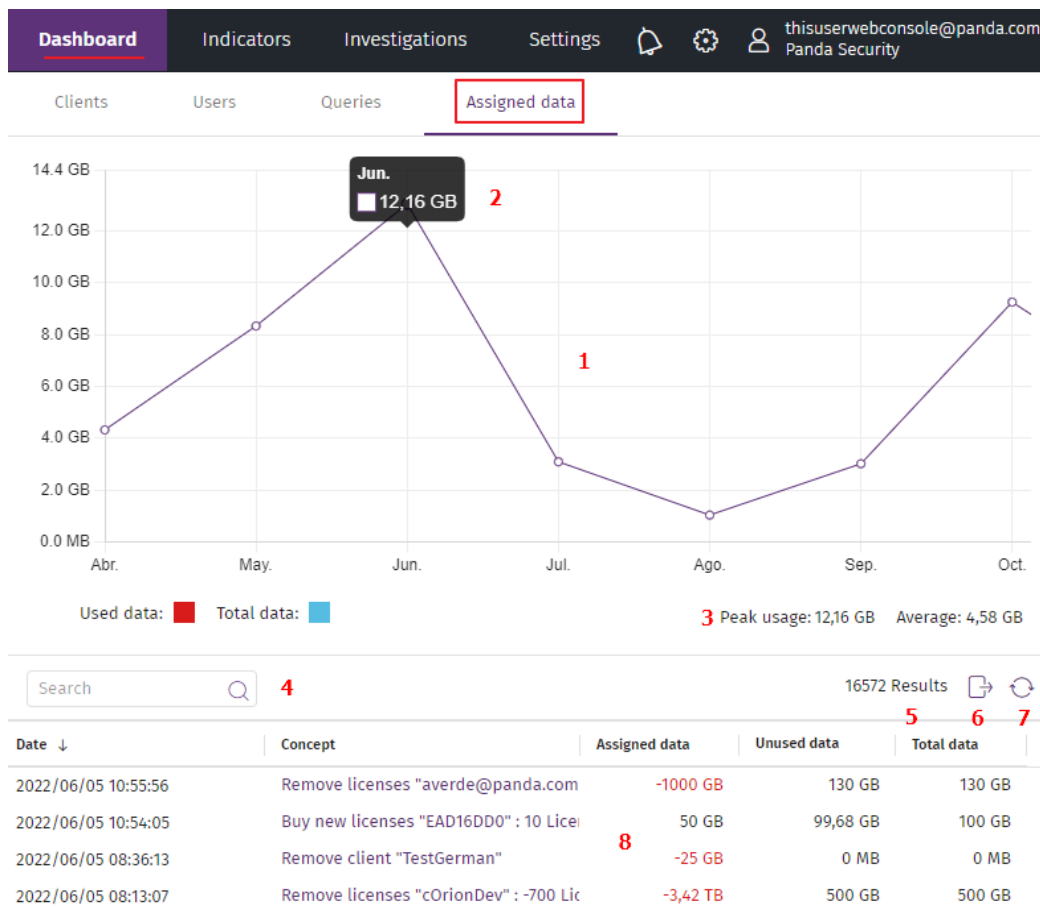 Dashboard Indicators Investigations Settings thisuserwebconsole@panda.com
Panda Security
Clients Users Queries Assigned data
14.4 GB
Jun.
12,16 GB 2
12.0 GB
10.0 GB
8.0 GB
1
6.0 GB
4.0 GB
2.0 GB
0.0 MB
Abr. May. Jun. Jul. Ago. Sep. Oct.
Used data: Total data: 3 Peak usage: 12,16 GB Average: 4,58 GB
Search 4 16572 Results
5 6 7
Date ↓ Concept Assigned data Unused data Total data
2022/06/05 10:55:56 Remove licenses "averde@panda.com -1000 GB 130 GB 130 GB
2022/06/05 10:54:05 Buy new licenses "EAD16DD0" : 10 Licen 50 GB 99,68 GB 100 GB
8
2022/06/05 08:36:13 Remove client "TestGerman" -25 GB 0 MB 0 MB
2022/06/05 08:13:07 Remove licenses "cOrionDev" : -700 Lic -3,42 TB 500 GB 500 GB